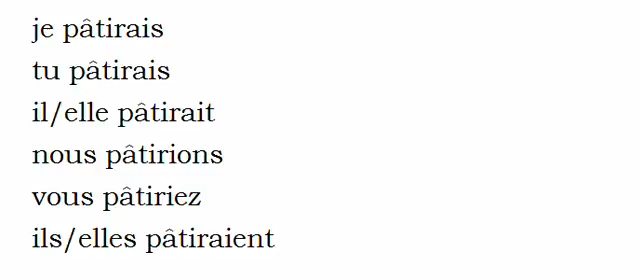 je pâtirais
tu pâtirais
il/elle pâtirait
nous pâtirions
vous pâtiriez
ils/elles pâtiraient